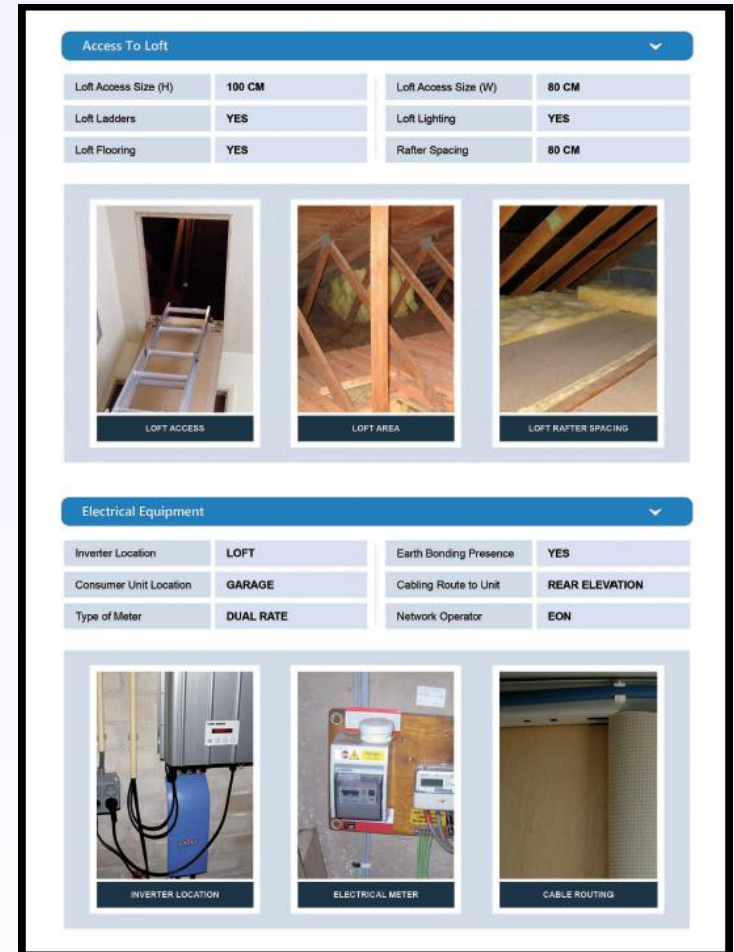 Access To Loft
Loft Access Size (H) 100 CM Loft Access Size (W) 80 CM
Loft Ladders YES Loft Lighting YES
Loft Flooring YES Rafter Spacing 80 CM
LOFT ACCESS LOFT AREA LOFT RAFTER SPACING
Electrical Equipment
Inverter Location LOFT Earth Bonding Presence YES
Consumer Unit Location GARAGE Cabling Route to Unit REAR ELEVATION
Type of Meter DUAL RATE Network Operator EON
INVERTER LOCATION ELECTRICAL METER CABLE ROUTING